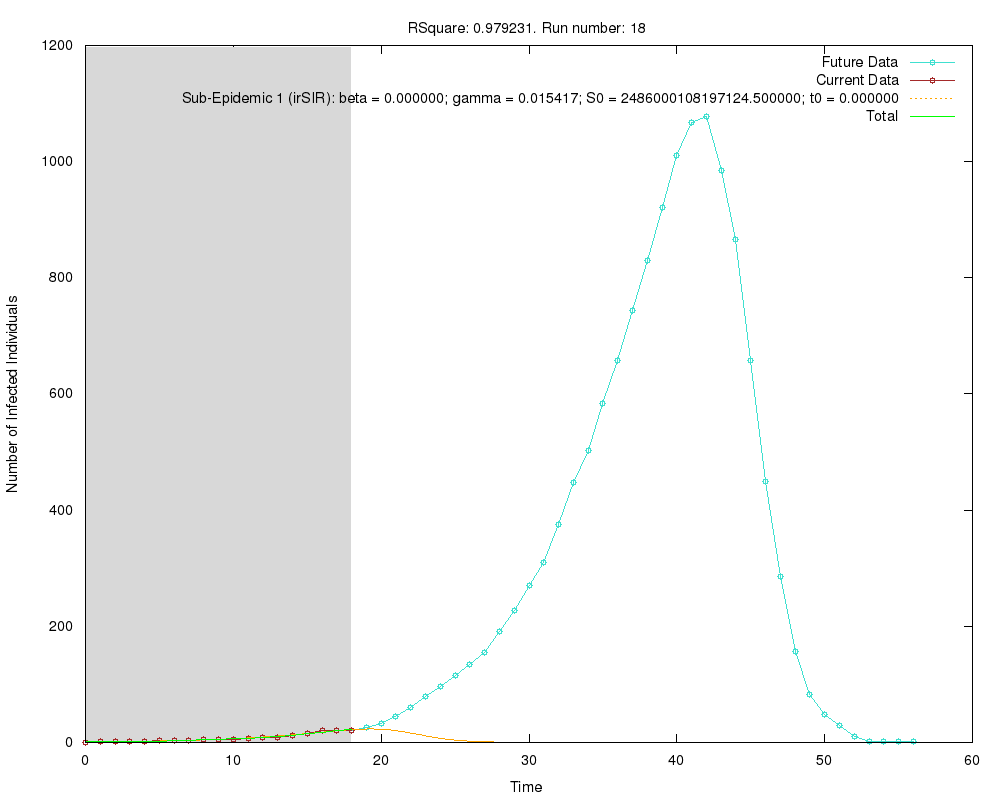 RSquare: 0.979231. Run number: 18
1200
1000
800
600
400
200
0
Number of Infected Individuals
Future Data
Current Data
Sub-Epidemic 1 (irSIR): beta = 0.000000; gamma = 0.015417; S0 = 2486000108197124.500000; t0 = 0.000000
Total
0 10 20 30 40 50 60
Time